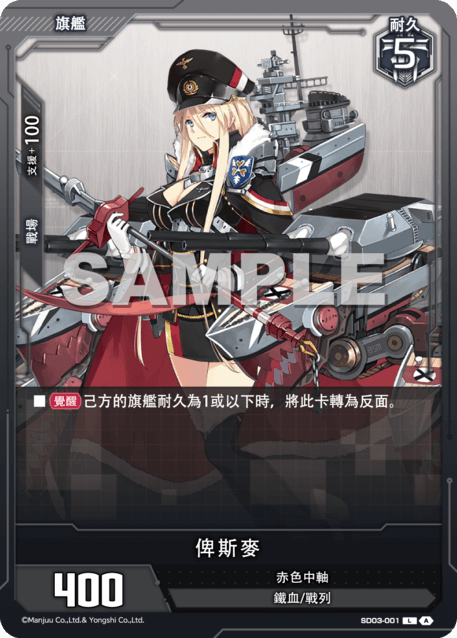 旗艦
耐久
5
支援+100
戰場
SAMPLE
■ 覺醒 己方的旗艦耐久為1或以下時，將此卡轉為反面。
俾斯麥
400
赤色中軸
鐵血/戰列
©Manjuu Co.,Ltd.& Yongshi Co.,Ltd.
SD03-001 L A